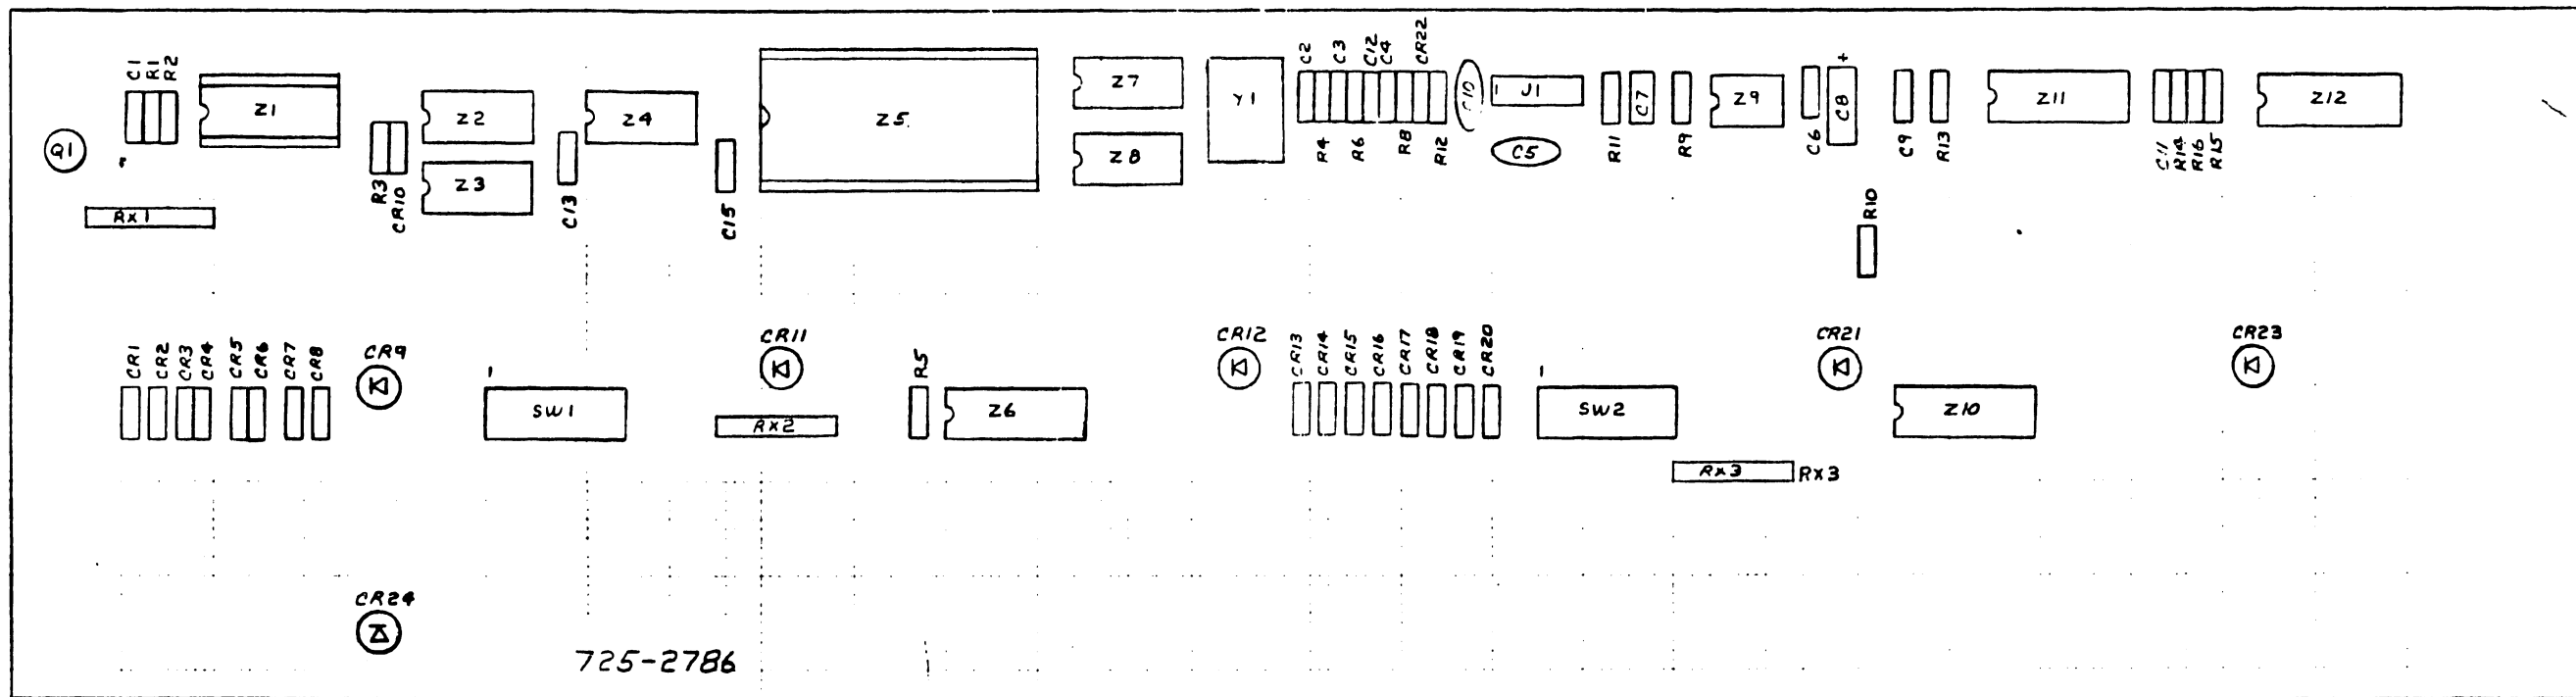 C1 R1 R2 C2 C3 C12 C4 CR22
+
Z1 Z2 Z4 Z5 Z7 Y1 C10 J1 C7 Z9 C8 Z11 Z12
Q1 Z3 Z8 C5
R3 CR10 C13 C15 R4 R6 R8 R12 R11 R9 C6 C9 R13 C11 R14 R16 R15
RX1 R10
CR1 CR2 CR3 CR4 CR5 CR6 CR7 CR8 CR9 CR11 R5 CR12 CR13 CR14 CR15 CR16 CR17 CR18 CR19 CR20 CR21 CR23
SW1 RX2 Z6 SW2 Z10
RX3 RX3
CR24
725-2786